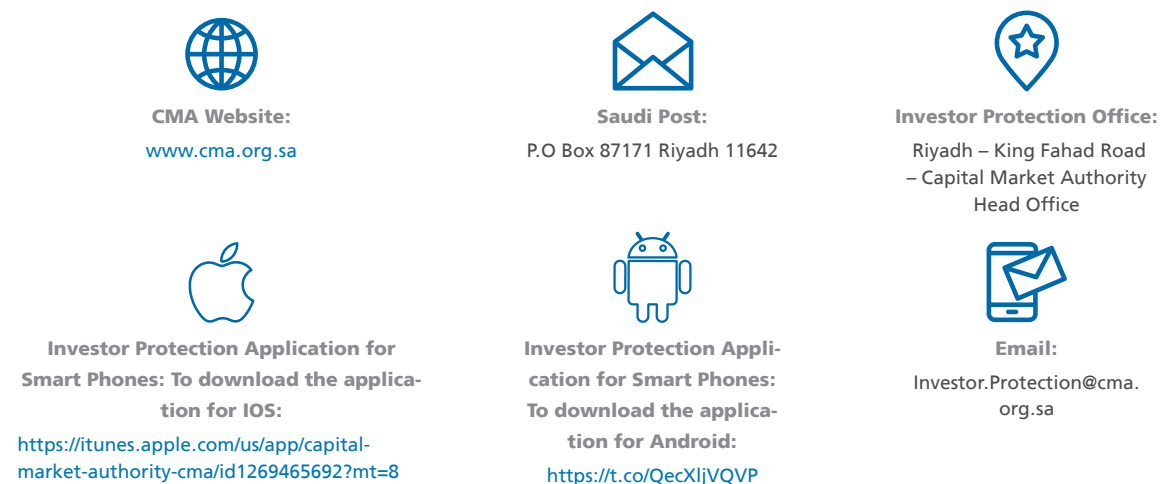 CMA Website:
www.cma.org.sa
Saudi Post:
P.O Box 87171 Riyadh 11642
Investor Protection Office:
Riyadh – King Fahad Road
– Capital Market Authority
Head Office
Investor Protection Application for
Smart Phones: To download the applica-
tion for IOS:
https://itunes.apple.com/us/app/capital-
market-authority-cma/id1269465692?mt=8
Investor Protection Appli-
cation for Smart Phones:
To download the applica-
tion for Android:
https://t.co/QecXljVQVP
Email:
Investor.Protection@cma.
org.sa